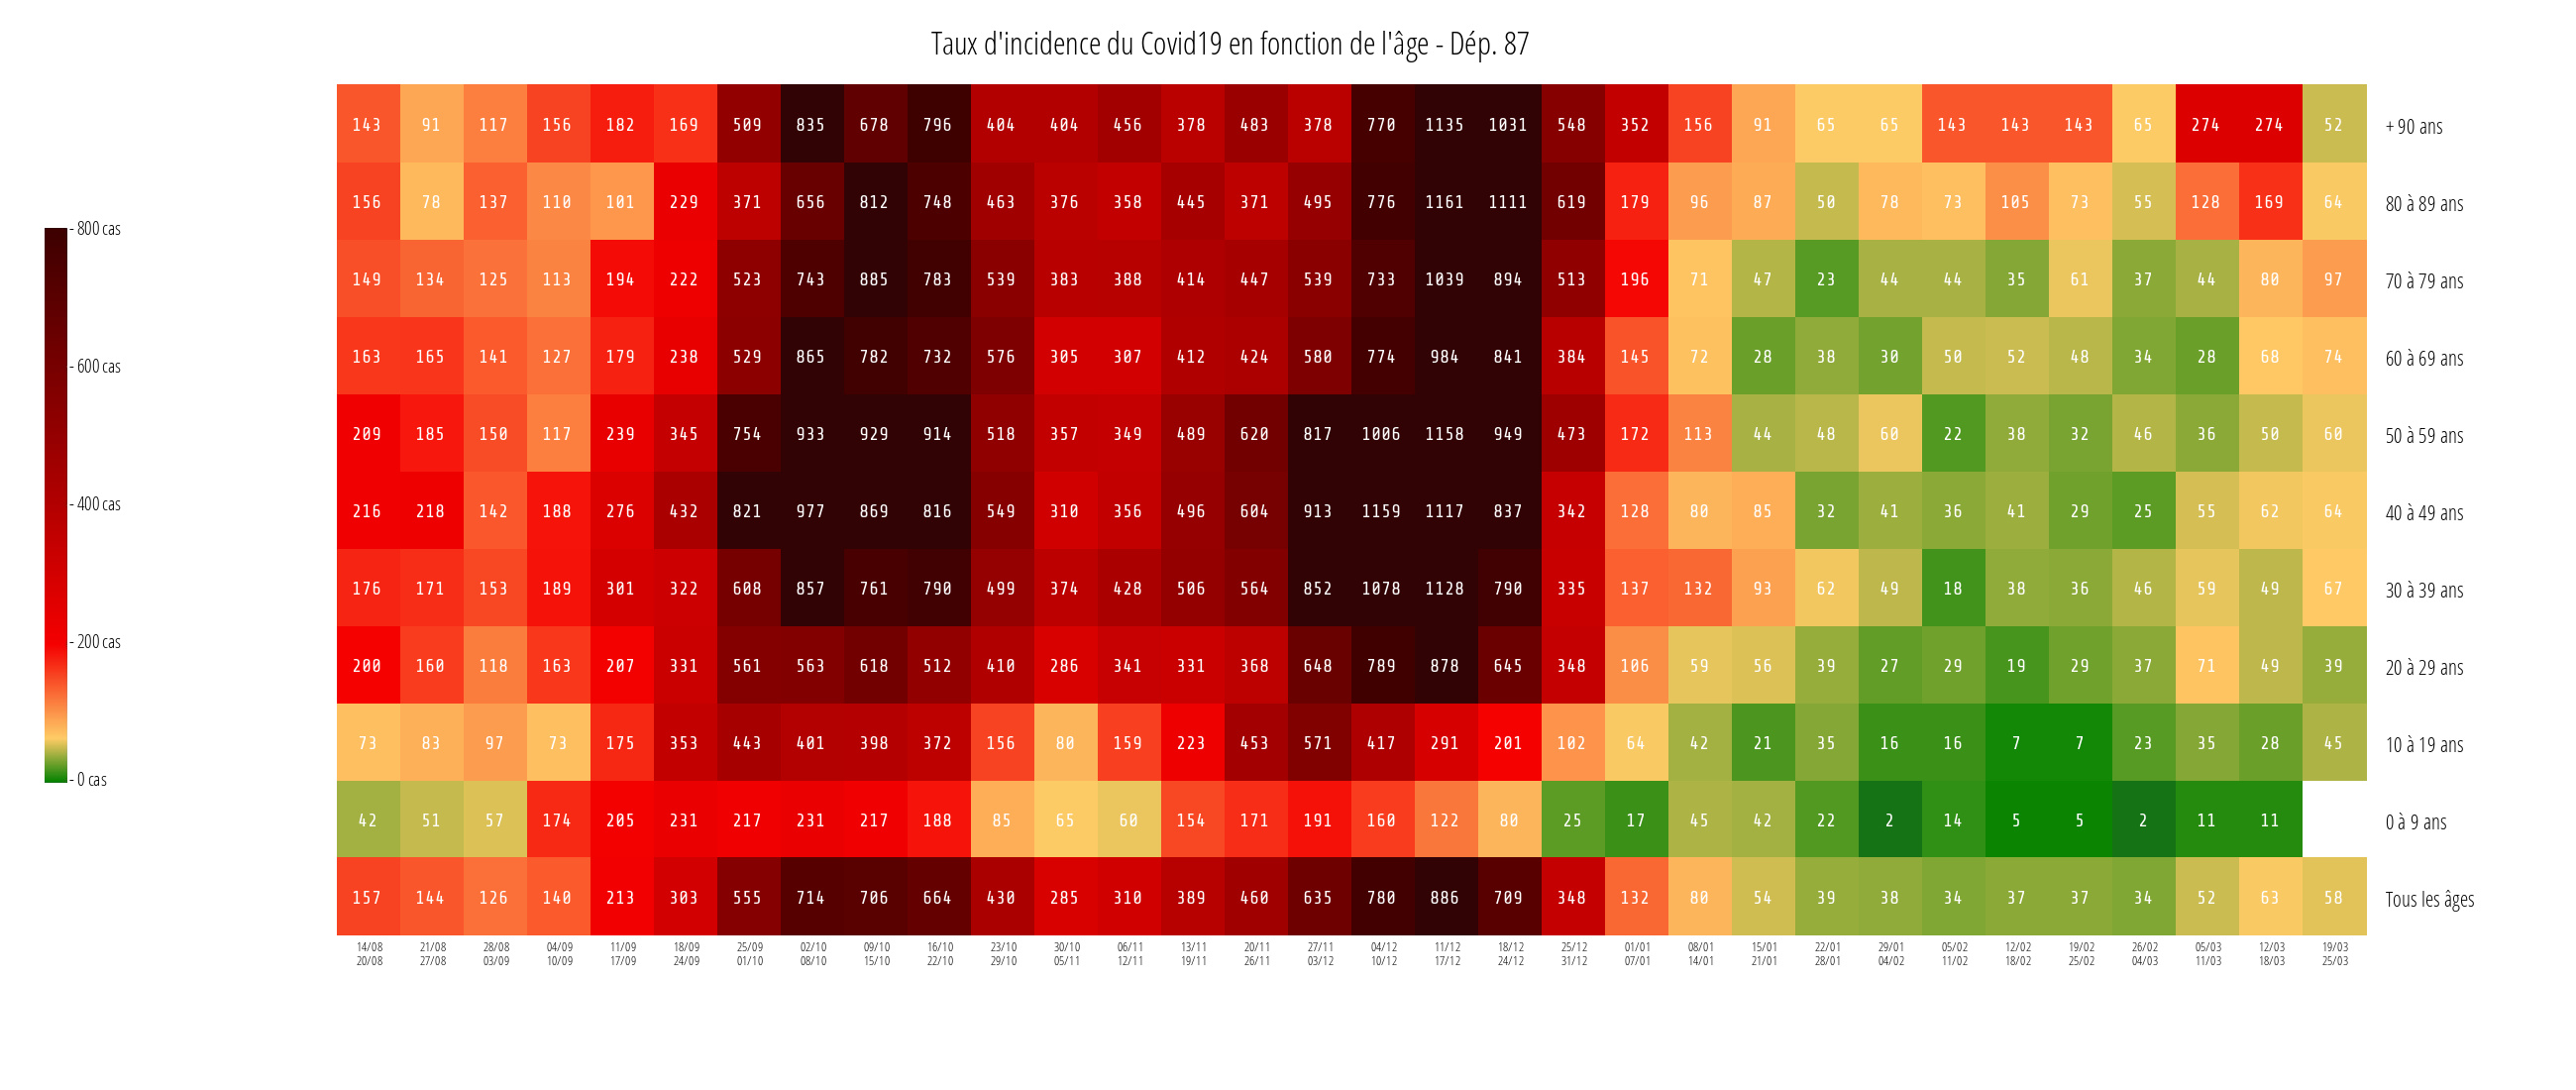 Taux d'incidence du Covid19 en fonction de l'âge - Dép. 87
- 800 cas
- 600 cas
- 400 cas
- 200 cas
- 0 cas
143 91 117 156 182 169 509 835 678 796 404 404 456 378 483 378 770 1135 1031 548 352 156 91 65 65 143 143 143 65 274 274 52 + 90 ans
156 78 137 110 101 229 371 656 812 748 463 376 358 445 371 495 776 1161 1111 619 179 96 87 50 78 73 105 73 55 128 169 64 80 à 89 ans
149 134 125 113 194 222 523 743 885 783 539 383 388 414 447 539 733 1039 894 513 196 71 47 23 44 44 35 61 37 44 80 97 70 à 79 ans
163 165 141 127 179 238 529 865 782 732 576 305 307 412 424 580 774 984 841 384 145 72 28 38 30 50 52 48 34 28 68 74 60 à 69 ans
209 185 150 117 239 345 754 933 929 914 518 357 349 489 620 817 1006 1158 949 473 172 113 44 48 60 22 38 32 46 36 50 60 50 à 59 ans
216 218 142 188 276 432 821 977 869 816 549 310 356 496 604 913 1159 1117 837 342 128 80 85 32 41 36 41 29 25 55 62 64 40 à 49 ans
176 171 153 189 301 322 608 857 761 790 499 374 428 506 564 852 1078 1128 790 335 137 132 93 62 49 18 38 36 46 59 49 67 30 à 39 ans
200 160 118 163 207 331 561 563 618 512 410 286 341 331 368 648 789 878 645 348 106 59 56 39 27 29 19 29 37 71 49 39 20 à 29 ans
73 83 97 73 175 353 443 401 398 372 156 80 159 223 453 571 417 291 201 102 64 42 21 35 16 16 7 7 23 35 28 45 10 à 19 ans
42 51 57 174 205 231 217 231 217 188 85 65 60 154 171 191 160 122 80 25 17 45 42 22 2 14 5 5 2 11 11 0 à 9 ans
157 144 126 140 213 303 555 714 706 664 430 285 310 389 460 635 780 886 709 348 132 80 54 39 38 34 37 37 34 52 63 58 Tous les âges
14/08 21/08 28/08 04/09 11/09 18/09 25/09 02/10 09/10 16/10 23/10 30/10 06/11 13/11 20/11 27/11 04/12 11/12 18/12 25/12 01/01 08/01 15/01 22/01 29/01 05/02 12/02 19/02 26/02 05/03 12/03 19/03
20/08 27/08 03/09 10/09 17/09 24/09 01/10 08/10 15/10 22/10 29/10 05/11 12/11 19/11 26/11 03/12 10/12 17/12 24/12 31/12 07/01 14/01 21/01 28/01 04/02 11/02 18/02 25/02 04/03 11/03 18/03 25/03